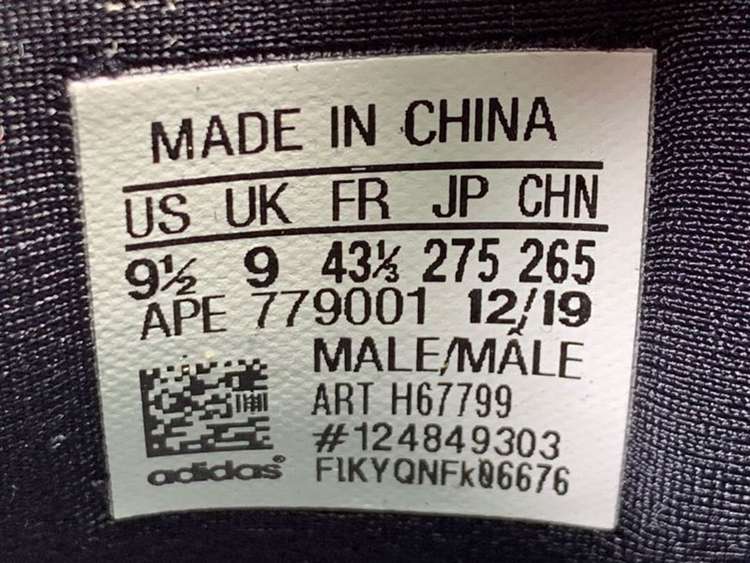 MADE IN CHINA
US UK FR JP CHN
9½ 9 43⅓ 275 265
APE 779001 12/19
MALE/MÂLE
ART H67799
#124849303
adidas FlKYQNFkQ6676